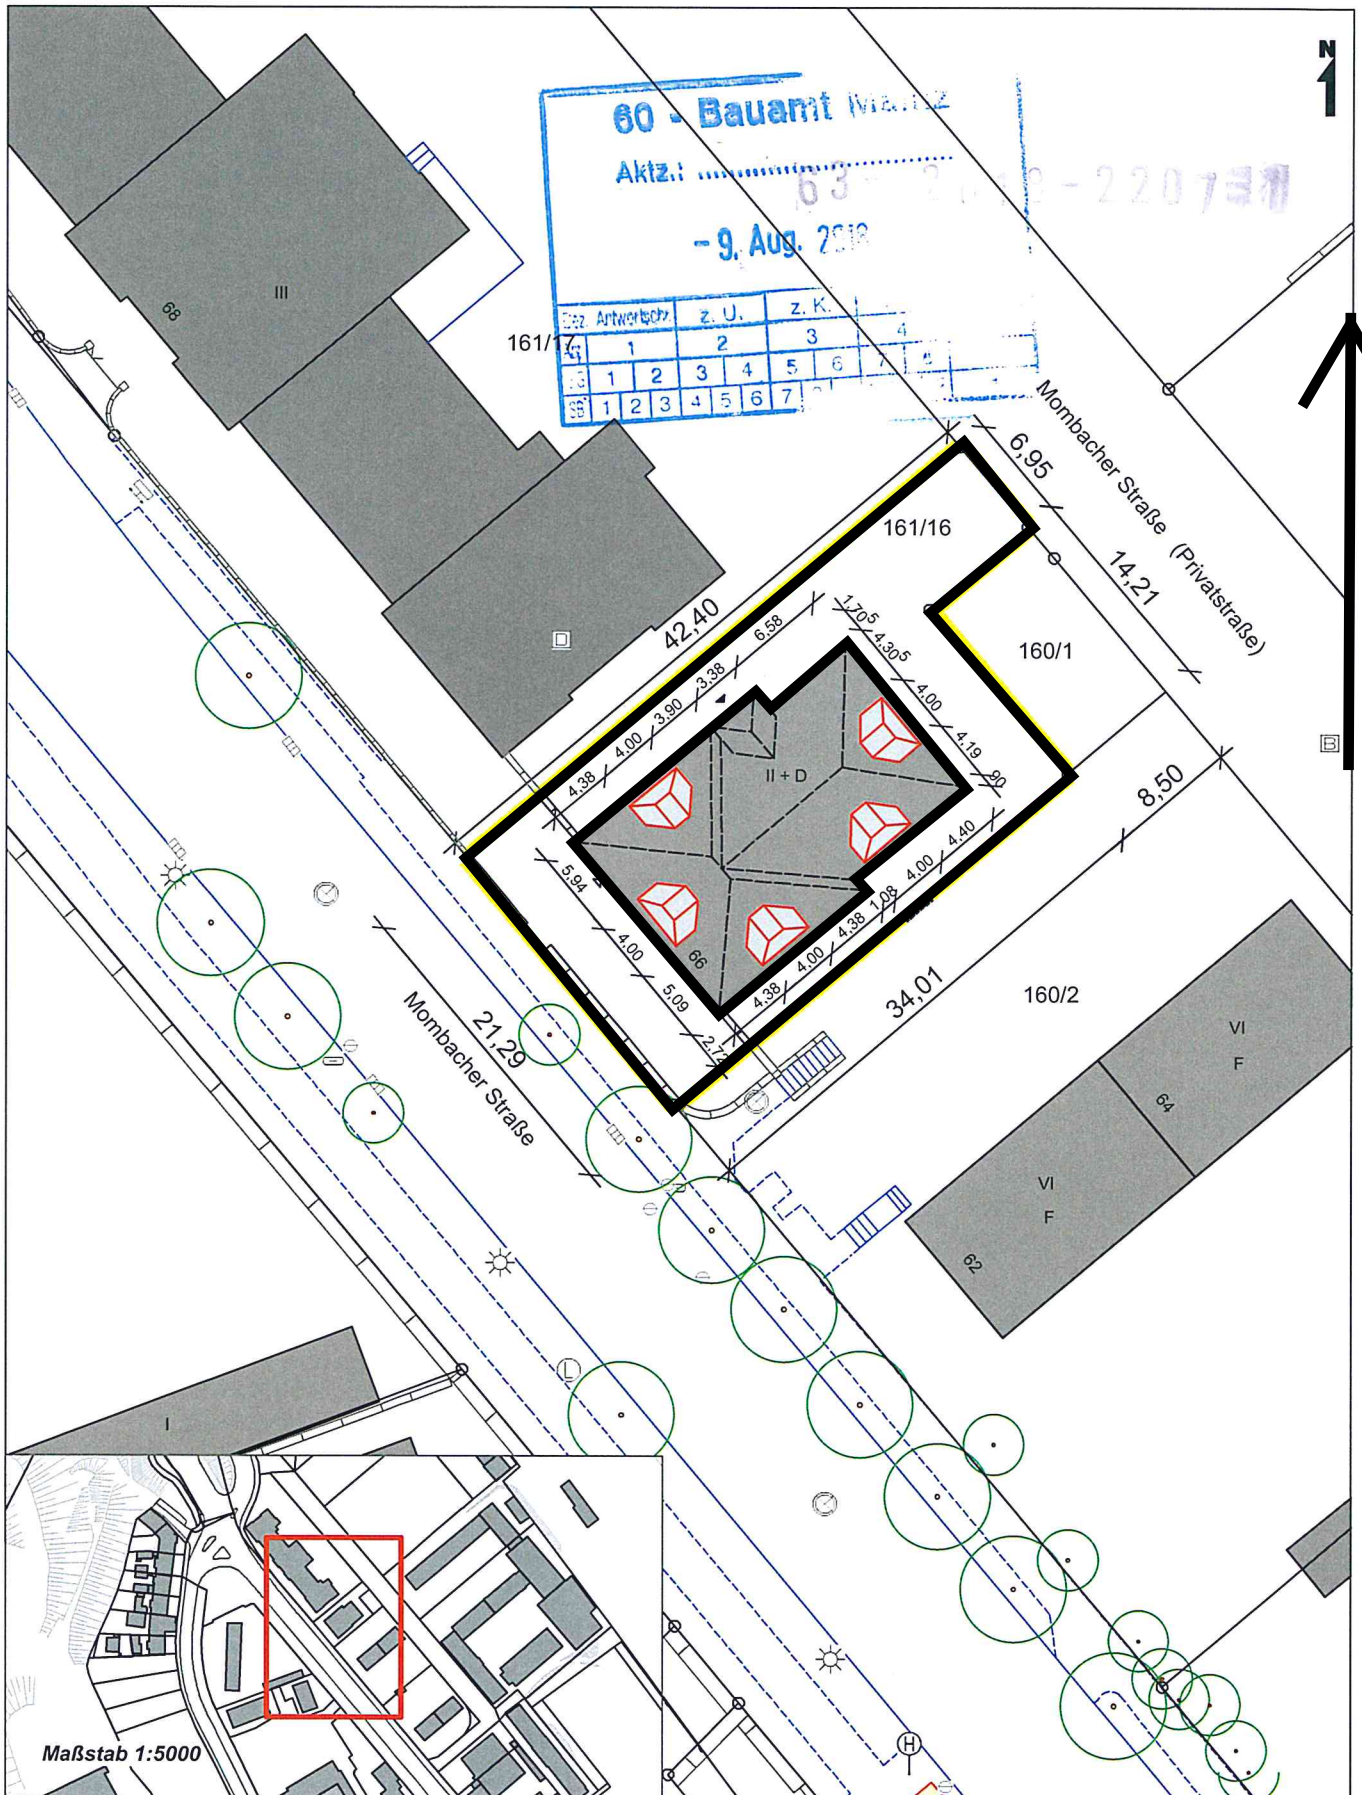 N
60 - Bauamt Mainz
Aktz.:
- 9. Aug. 2018
Antwortschr. z. U. z. K.
1 2 3 4
1 2 3 4 5 6 7
SB 1 2 3 4 5 6 7
161/17
III
68
Mombacher Straße (Privatstraße)
6,95
161/16
14,21
160/1
42,40
6,58
3,38
3,90
4,00
4,38
1,70⁵
4,30⁵
4,00
4,19
90
II + D
B
8,50
4,40
4,00
1,08
4,38
4,00
4,38
5,94
4,00
5,09
2,72
66
34,01
160/2
Mombacher Straße
21,29
VI
F
64
VI
F
62
L
I
H
Maßstab 1:5000